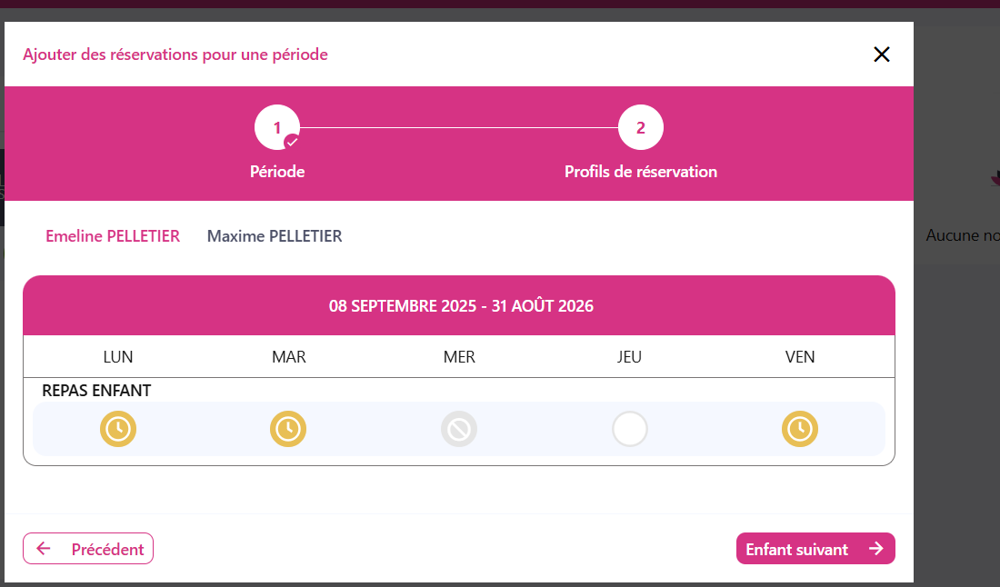 Ajouter des réservations pour une période
1
2
Période
Profils de réservation
Emeline PELLETIER
Maxime PELLETIER
Aucune no
08 SEPTEMBRE 2025 - 31 AOÛT 2026
LUN MAR MER JEU VEN
REPAS ENFANT
Précédent
Enfant suivant